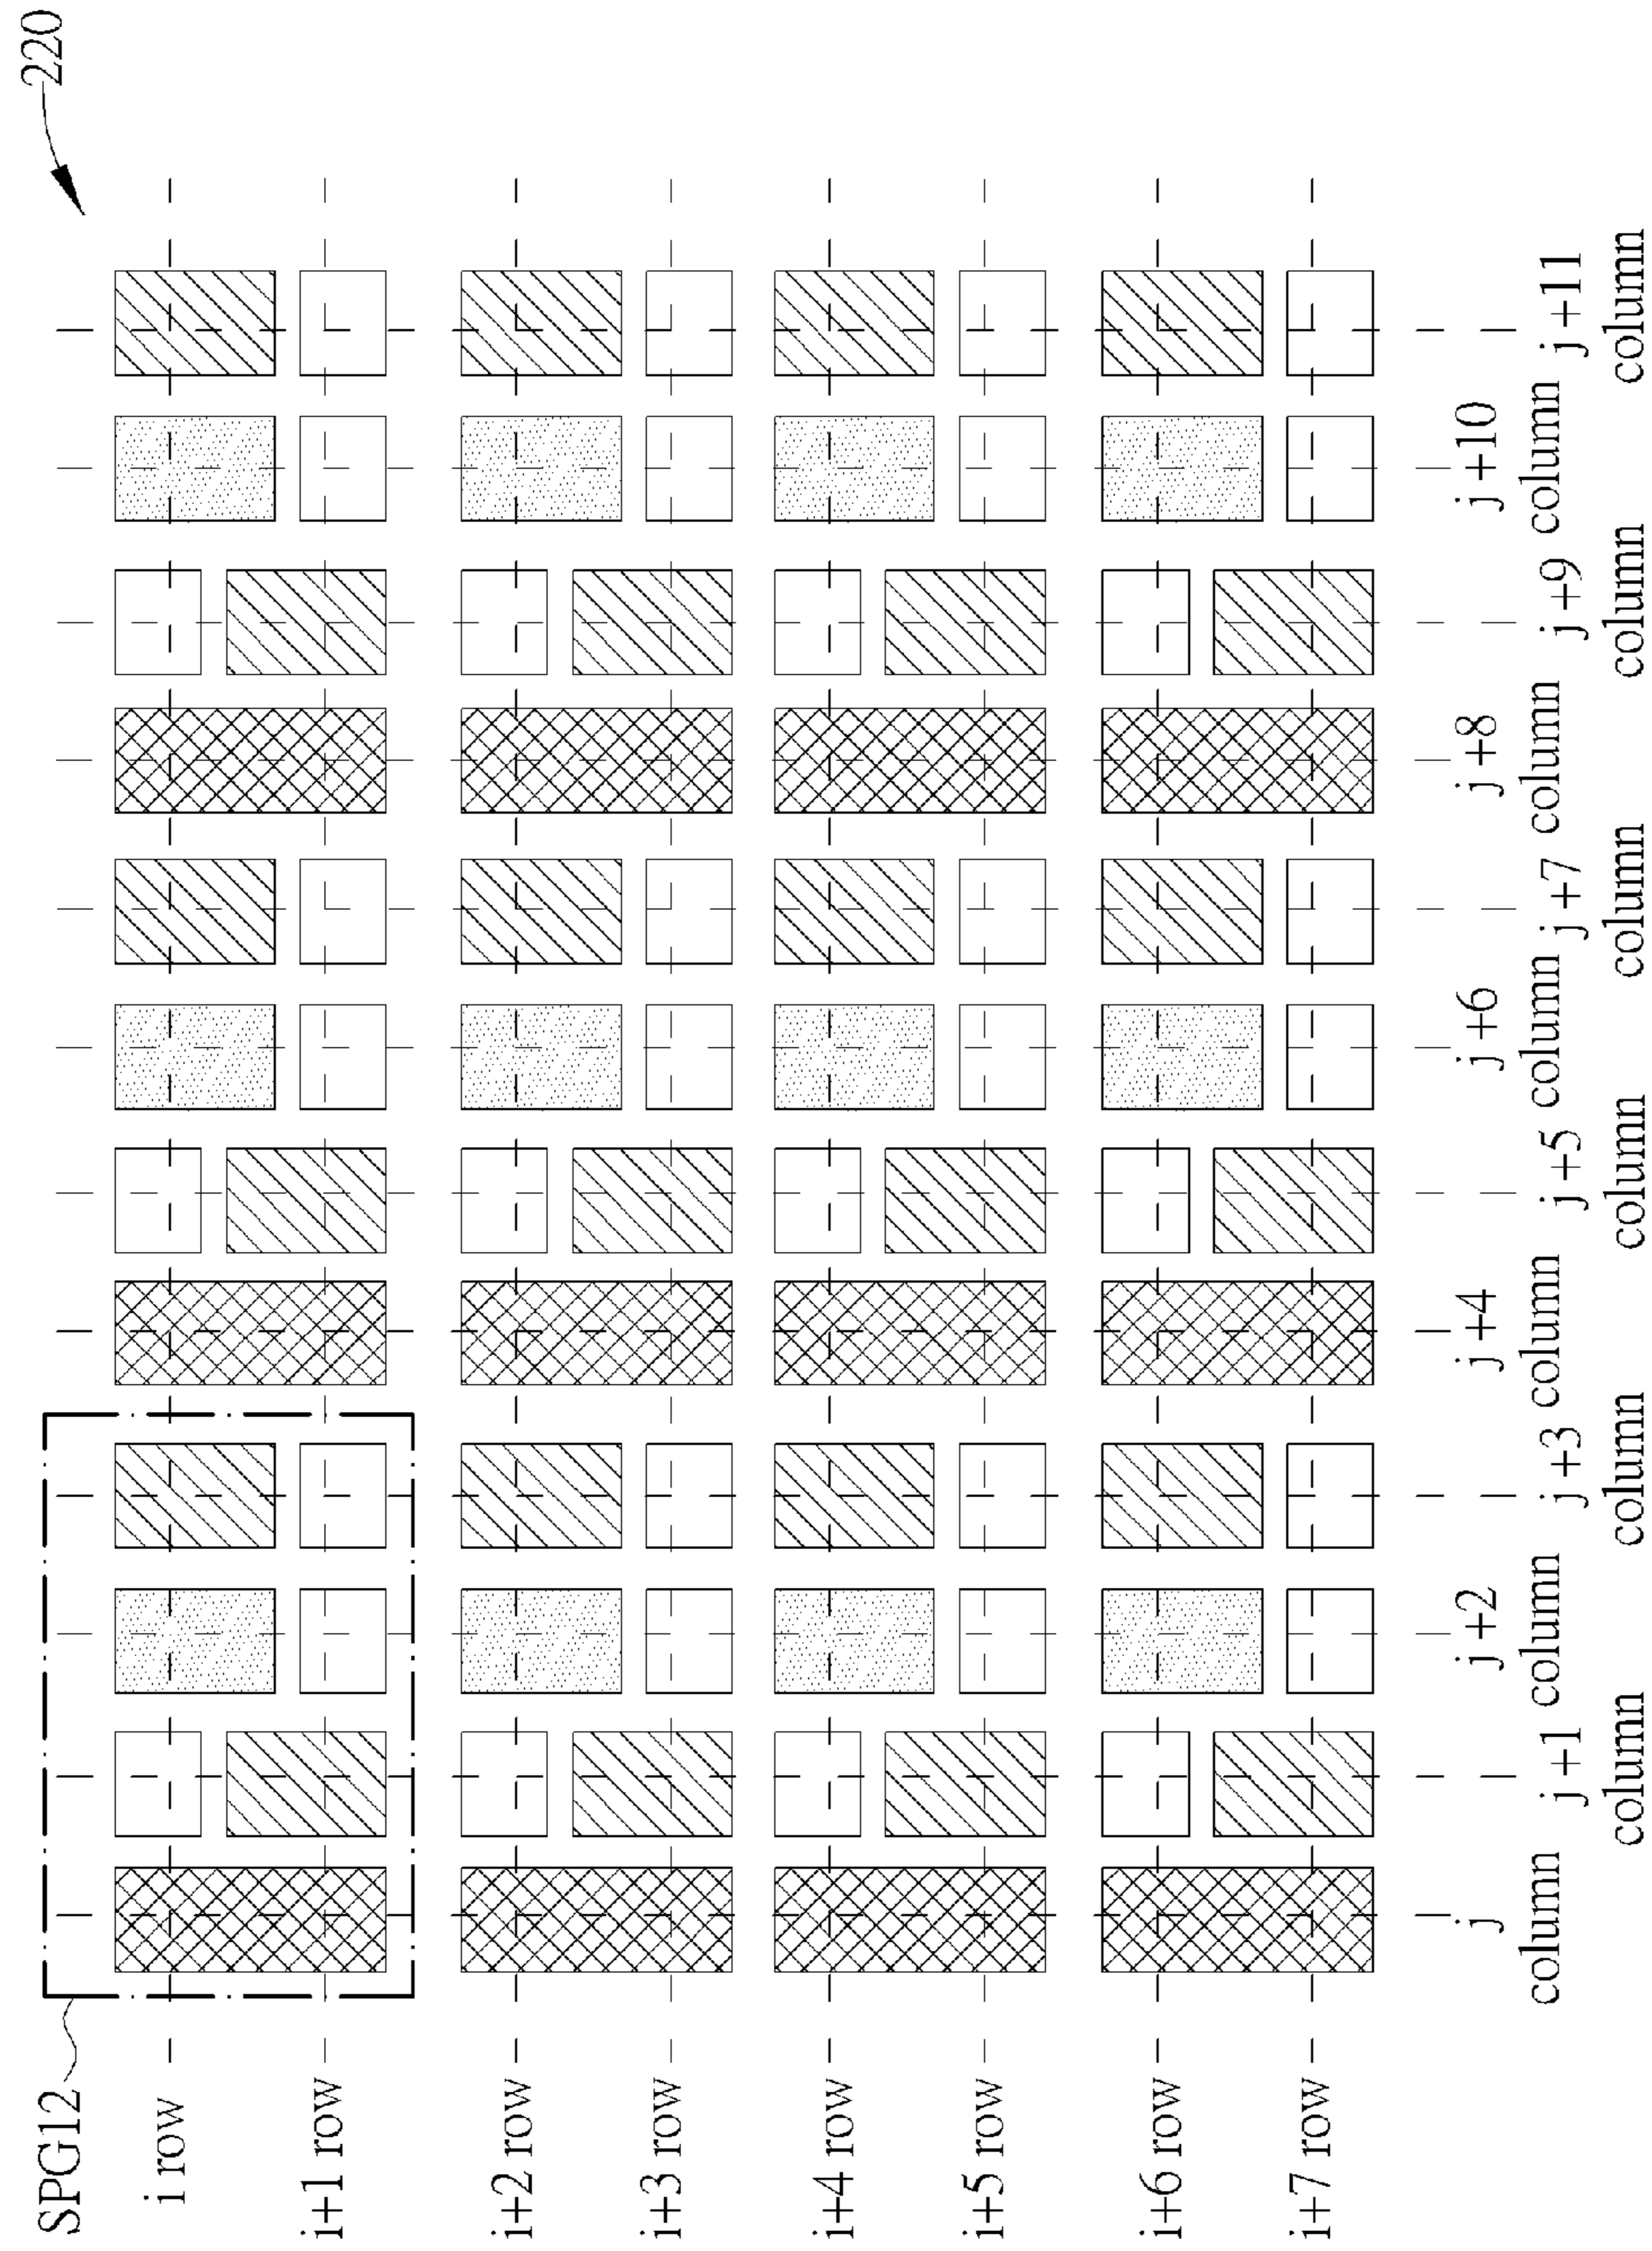 220
SPG12
i row
i+1 row
i+2 row
i+3 row
i+4 row
i+5 row
i+6 row
i+7 row
j
column
j +1
column
j +2
column
j +3
column
j +4
column
j +5
column
j +6
column
j +7
column
j +8
column
j +9
column
j +10
column
j +11
column